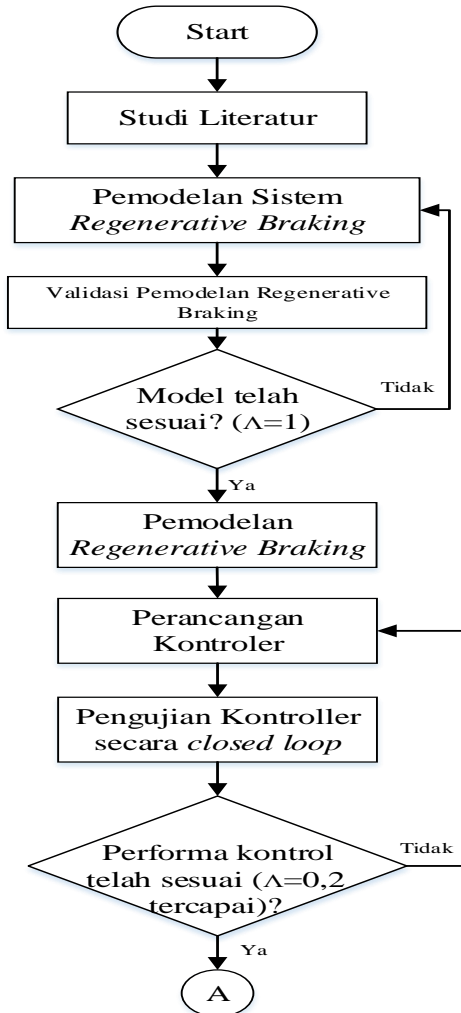 Start
Studi Literatur
Pemodelan Sistem
Regenerative Braking
Validasi Pemodelan Regenerative
Braking
Model telah
sesuai? (Λ=1)
Tidak
Ya
Pemodelan
Regenerative Braking
Perancangan
Kontroler
Pengujian Kontroller
secara closed loop
Performa kontrol
telah sesuai (Λ=0,2
tercapai)?
Tidak
Ya
A